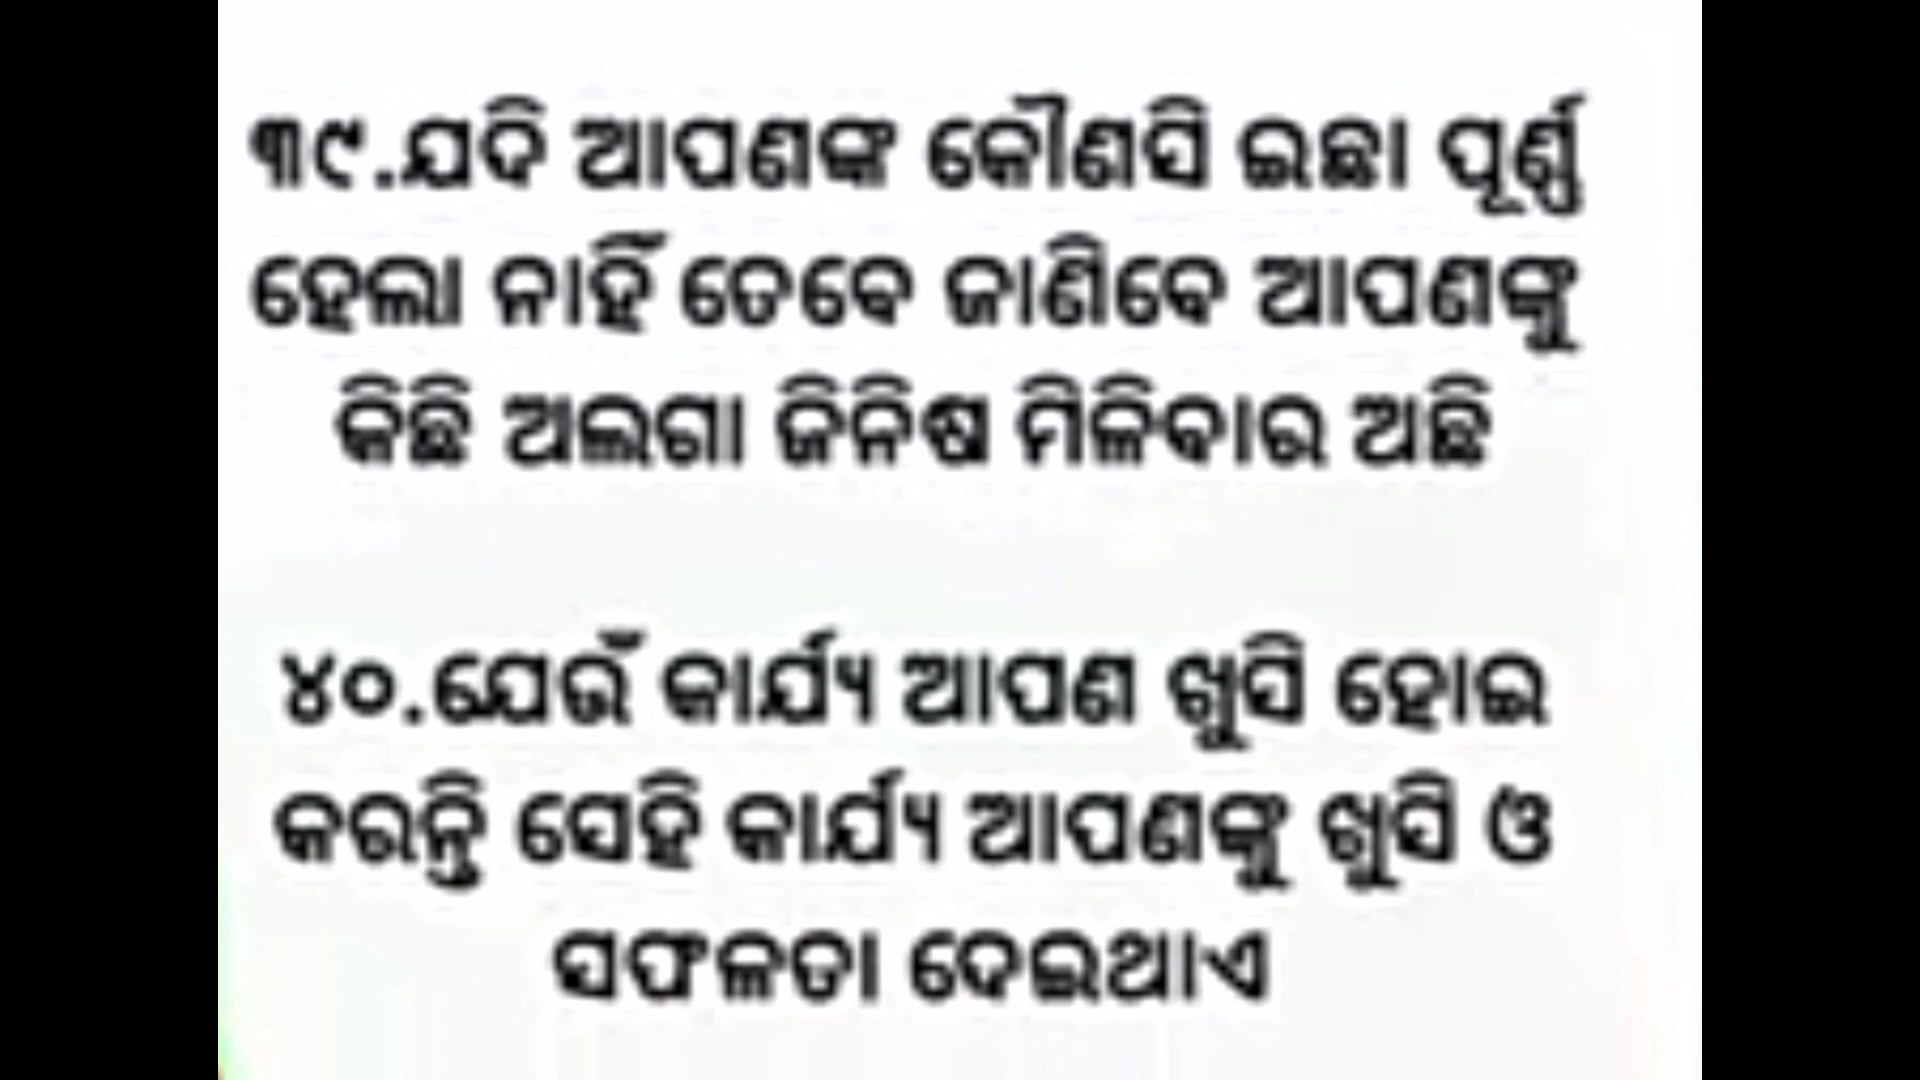 ୩୯.ଯଦି ଆପଣଙ୍କ କୌଣସି ଇଛା ପୂର୍ଣ୍ଣ
ହେଲା ନାହିଁ ତେବେ ଜାଣିବେ ଆପଣଙ୍କୁ
କିଛି ଅଲଗା ଜିନିଷ ମିଳିବାର ଅଛି
୪୦.ଯେଉଁ କାର୍ଯ୍ୟ ଆପଣ ଖୁସି ହୋଇ
କରନ୍ତି ସେହି କାର୍ଯ୍ୟ ଆପଣଙ୍କୁ ଖୁସି ଓ
ସଫଳତା ଦେଇଥାଏ